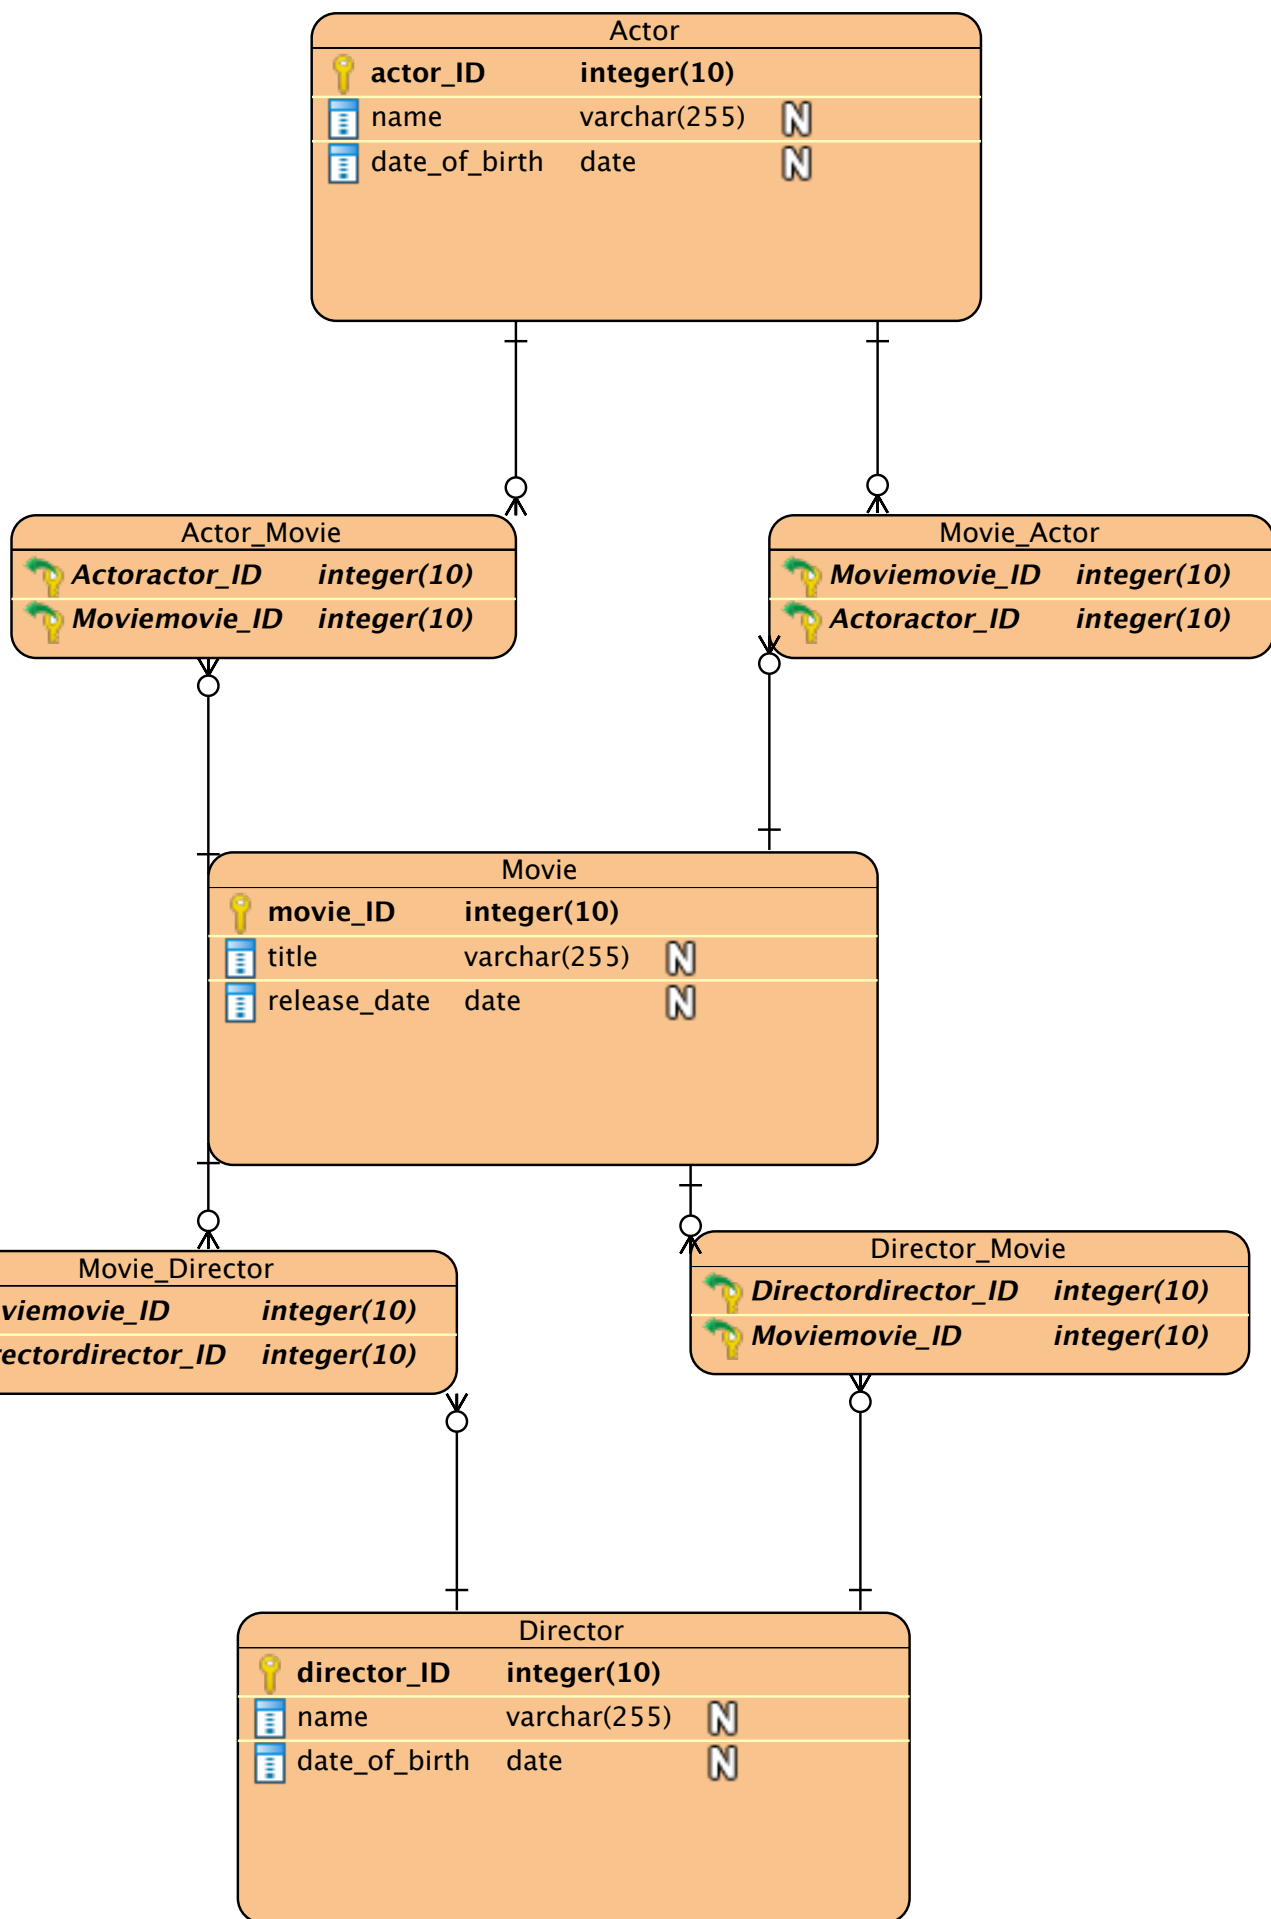 Actor
actor_ID integer(10)
name varchar(255) N
date_of_birth date N
Actor_Movie
Actoractor_ID integer(10)
Moviemovie_ID integer(10)
Movie_Actor
Moviemovie_ID integer(10)
Actoractor_ID integer(10)
Movie
movie_ID integer(10)
title varchar(255) N
release_date date N
Movie_Director
viemovie_ID integer(10)
ectordirector_ID integer(10)
Director_Movie
Directordirector_ID integer(10)
Moviemovie_ID integer(10)
Director
director_ID integer(10)
name varchar(255) N
date_of_birth date N